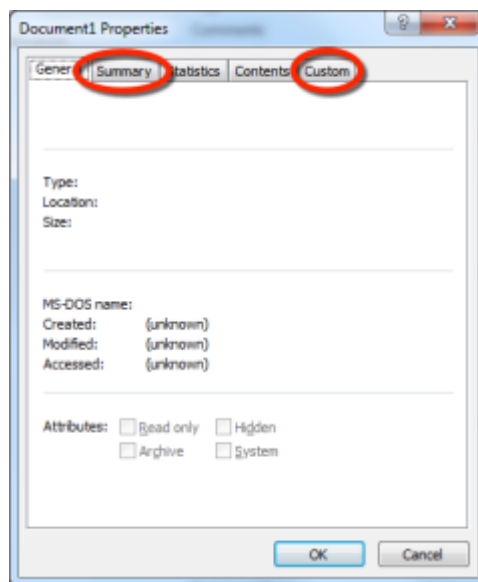 Document1 Properties
General Summary Statistics Contents Custom
Type:
Location:
Size:
MS-DOS name:
Created: (unknown)
Modified: (unknown)
Accessed: (unknown)
Attributes: Read only Hidden
Archive System
OK Cancel